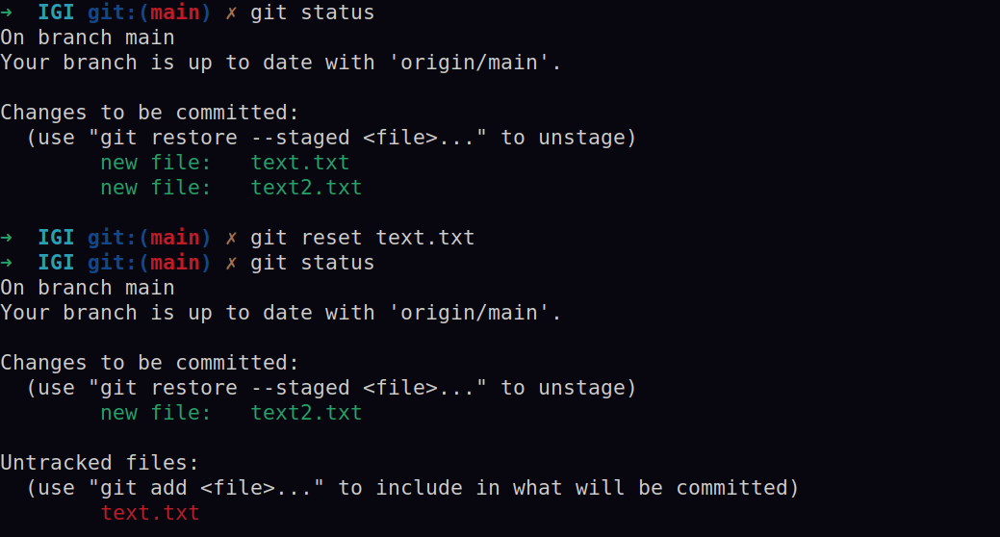 ➜  IGI git:(main) ✗ git status
On branch main
Your branch is up to date with 'origin/main'.

Changes to be committed:
  (use "git restore --staged <file>..." to unstage)
        new file:   text.txt
        new file:   text2.txt

➜  IGI git:(main) ✗ git reset text.txt
➜  IGI git:(main) ✗ git status
On branch main
Your branch is up to date with 'origin/main'.

Changes to be committed:
  (use "git restore --staged <file>..." to unstage)
        new file:   text2.txt

Untracked files:
  (use "git add <file>..." to include in what will be committed)
        text.txt